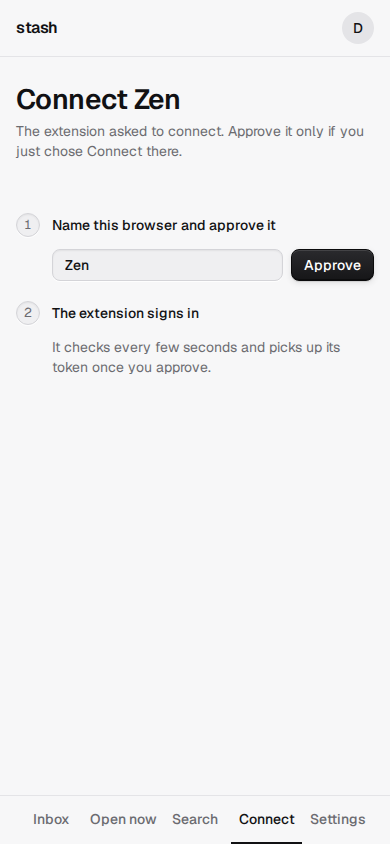 stash
D
Connect Zen
The extension asked to connect. Approve it only if you
just chose Connect there.
1
Name this browser and approve it
Zen
Approve
2
The extension signs in
It checks every few seconds and picks up its
token once you approve.
Inbox
Open now
Search
Connect
Settings